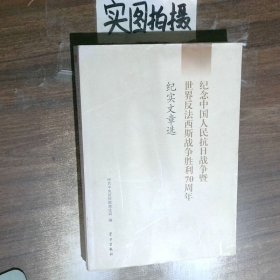 实图拍摄
纪念中国人民抗日战争暨
世界反法西斯战争胜利70周年
纪实文章选